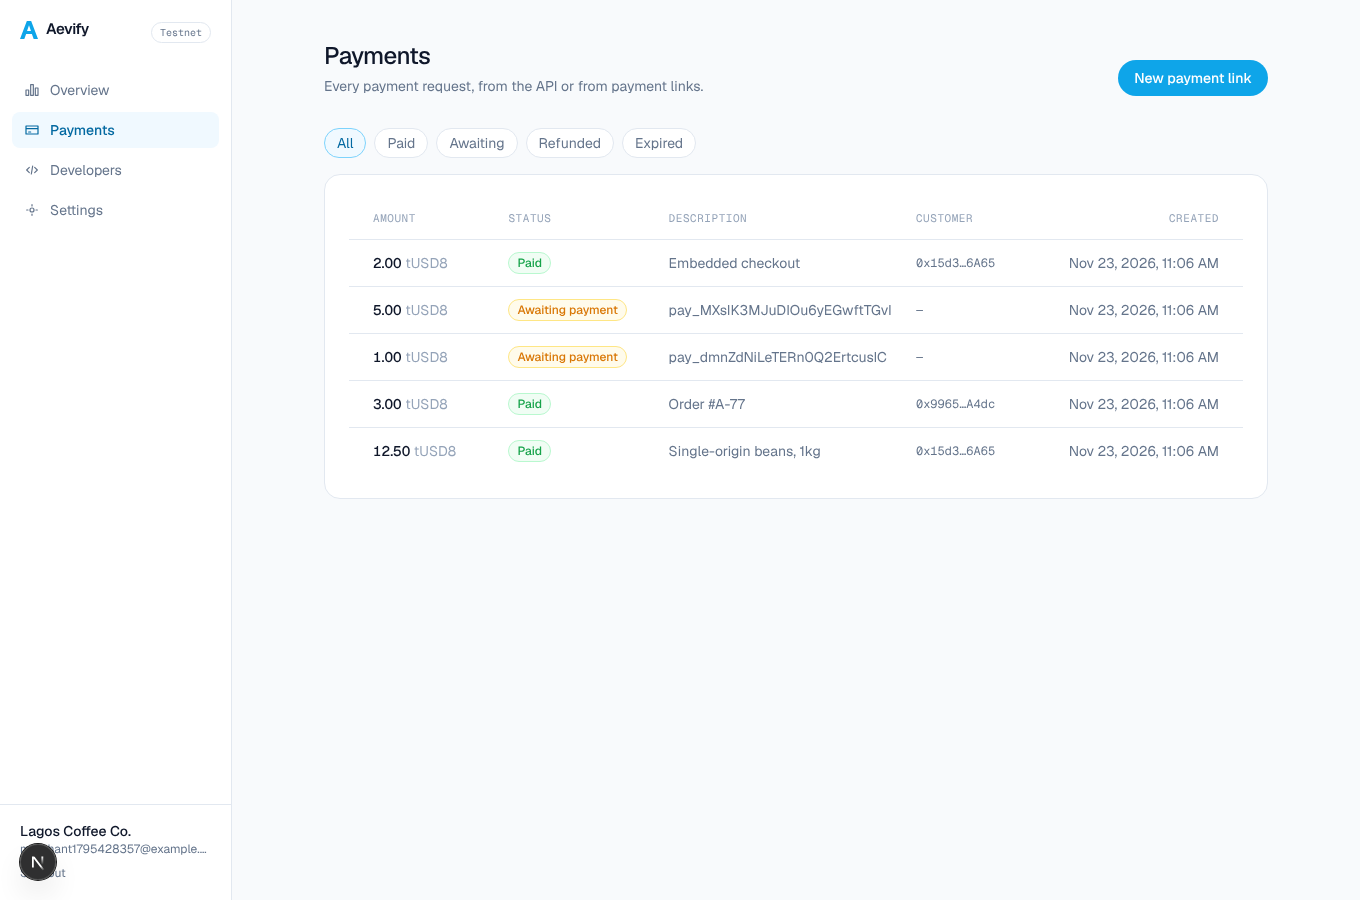 Aevify
Testnet
Overview
Payments
Developers
Settings
Payments
Every payment request, from the API or from payment links.
New payment link
All Paid Awaiting Refunded Expired
AMOUNT STATUS DESCRIPTION CUSTOMER CREATED
2.00 tUSD8 Paid Embedded checkout 0x15d3…6A65 Nov 23, 2026, 11:06 AM
5.00 tUSD8 Awaiting payment pay_MXsIK3MJuDIOu6yEGwftTGvI – Nov 23, 2026, 11:06 AM
1.00 tUSD8 Awaiting payment pay_dmnZdNiLeTERn0Q2ErtcusIC – Nov 23, 2026, 11:06 AM
3.00 tUSD8 Paid Order #A-77 0x9965…A4dc Nov 23, 2026, 11:06 AM
12.50 tUSD8 Paid Single-origin beans, 1kg 0x15d3…6A65 Nov 23, 2026, 11:06 AM
Lagos Coffee Co.
N